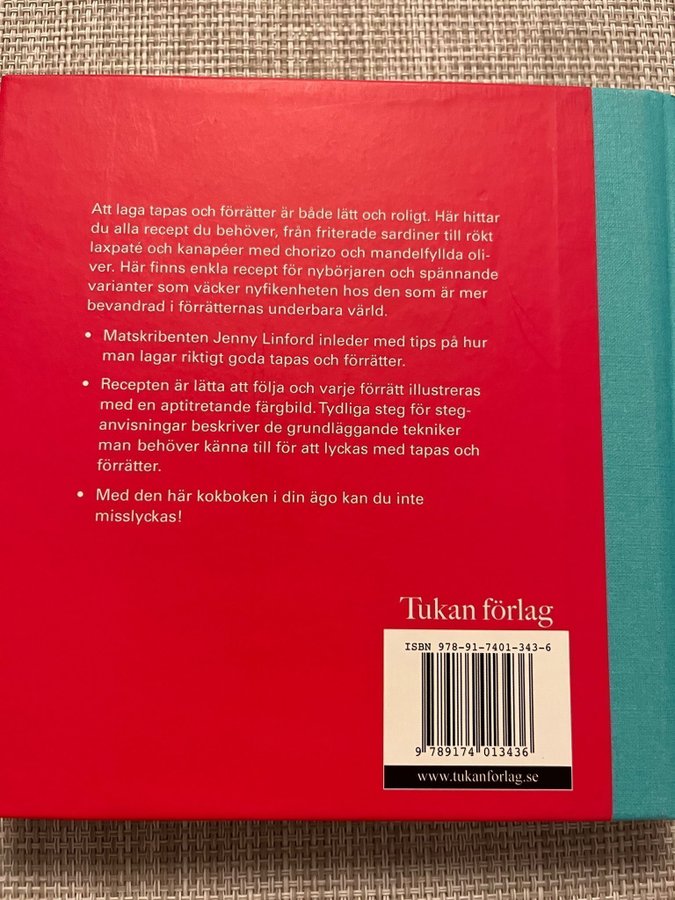 Att laga tapas och förrätter är både lätt och roligt. Här hittar
du alla recept du behöver, från friterade sardiner till rökt
laxpaté och kanapéer med chorizo och mandelfyllda oli-
ver. Här finns enkla recept för nybörjaren och spännande
varianter som väcker nyfikenheten hos den som är mer
bevandrad i förrätternas underbara värld.
• Matskribenten Jenny Linford inleder med tips på hur
man lagar riktigt goda tapas och förrätter.
• Recepten är lätta att följa och varje förrätt illustreras
med en aptitretande färgbild. Tydliga steg för steg-
anvisningar beskriver de grundläggande tekniker
man behöver känna till för att lyckas med tapas och
förrätter.
• Med den här kokboken i din ägo kan du inte
misslyckas!
Tukan förlag
ISBN 978-91-7401-343-6
9 789174 013436
www.tukanforlag.se